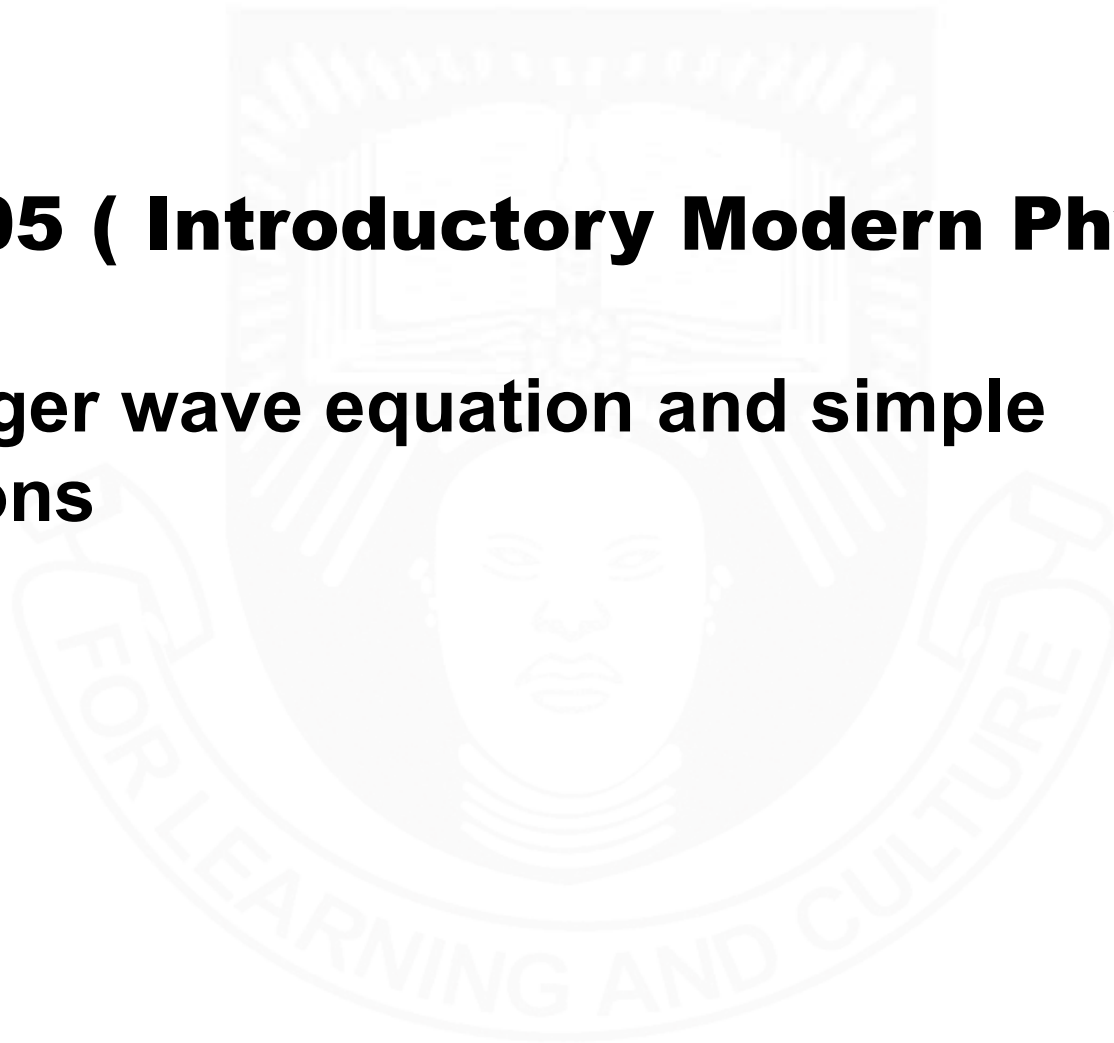 05 ( Introductory Modern Ph
ger wave equation and simple
ons
FOR LEARNING AND CULTURE